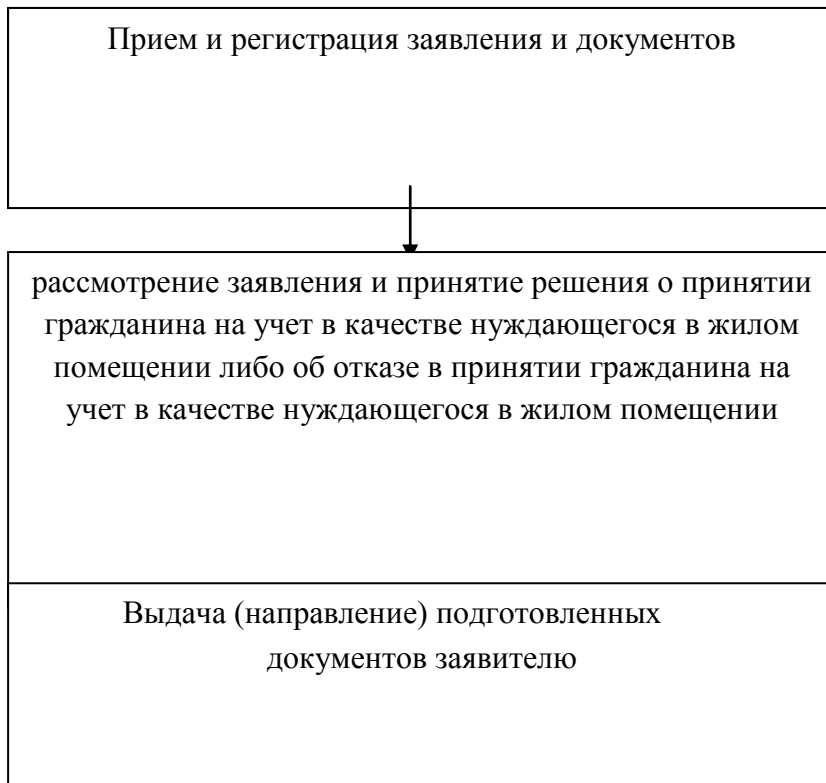 Прием и регистрация заявления и документов
рассмотрение заявления и принятие решения о принятии
гражданина на учет в качестве нуждающегося в жилом
помещении либо об отказе в принятии гражданина на
учет в качестве нуждающегося в жилом помещении
Выдача (направление) подготовленных
документов заявителю